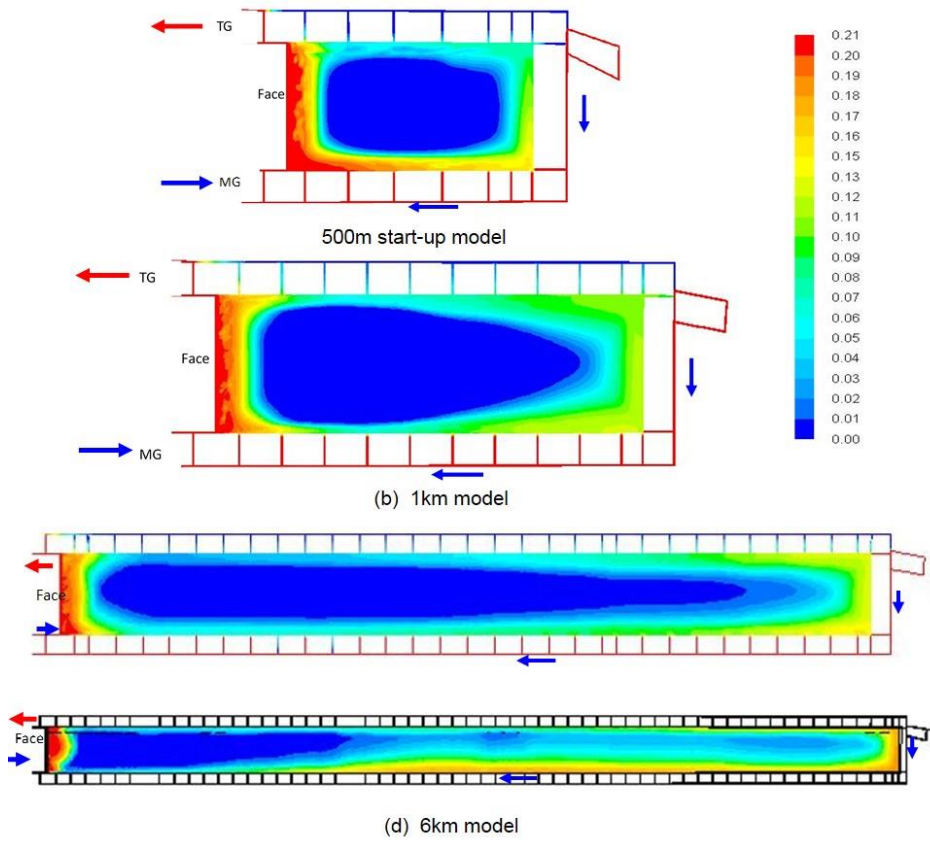 TG
Face
MG
500m start-up model
TG
Face
MG
(b) 1km model
Face
Face
(d) 6km model
0.21
0.20
0.19
0.18
0.17
0.16
0.15
0.13
0.12
0.11
0.10
0.09
0.08
0.07
0.06
0.05
0.04
0.03
0.02
0.01
0.00